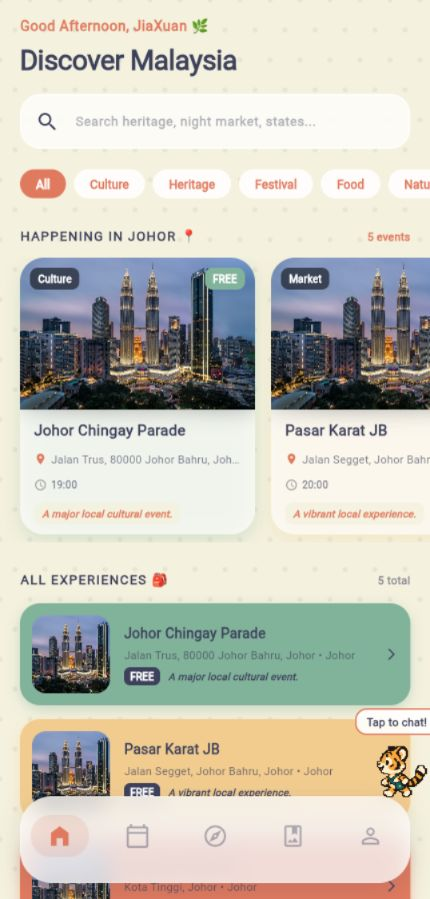 Good Afternoon, JiaXuan 🌿
Discover Malaysia
Search heritage, night market, states...
All
Culture
Heritage
Festival
Food
Natu
HAPPENING IN JOHOR 📍
5 events
Culture
FREE
Market
Johor Chingay Parade
Jalan Trus, 80000 Johor Bahru, Joh...
19:00
A major local cultural event.
Pasar Karat JB
Jalan Segget, Johor Bahr
20:00
A vibrant local experience.
ALL EXPERIENCES 🎒
5 total
Johor Chingay Parade
Jalan Trus, 80000 Johor Bahru, Johor • Johor
FREE A major local cultural event.
Tap to chat!
Pasar Karat JB
Jalan Segget, Johor Bahru, Johor • Johor
FREE A vibrant local experience.
Kota Tinggi, Johor • Johor